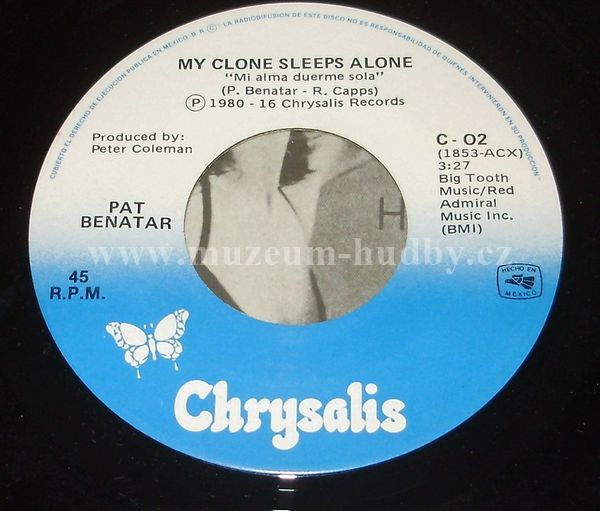 CUBIERTO EL DERECHO DE EJECUCION PUBLICA EN MEXICO, D. R. © LA RADIODIFUSION DE ESTE DISCO NO ES RESPONSABILIDAD DE QUIENES INTERVINIERON EN SU PRODUCCION
MY CLONE SLEEPS ALONE
"Mi alma duerme sola"
(P. Benatar - R. Capps)
Ⓟ 1980 - 16 Chrysalis Records
Produced by:
Peter Coleman
C - O2
(1853-ACX)
3:27
Big Tooth
Music/Red
Admiral
Music Inc.
(BMI)
PAT
BENATAR
H
www.muzeum-hudby.cz
45
R.P.M.
HECHO EN
MEXICO
Chrysalis